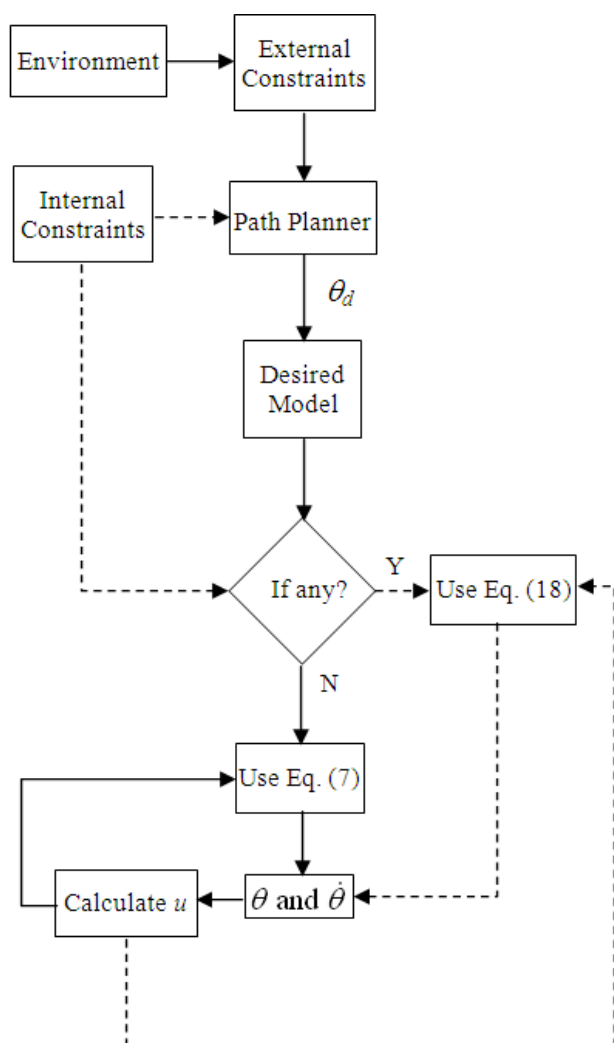 Environment
External
Constraints
Internal
Constraints
Path Planner
θd
Desired
Model
If any?
Y
Use Eq. (18)
N
Use Eq. (7)
Calculate u
θ and θ̇